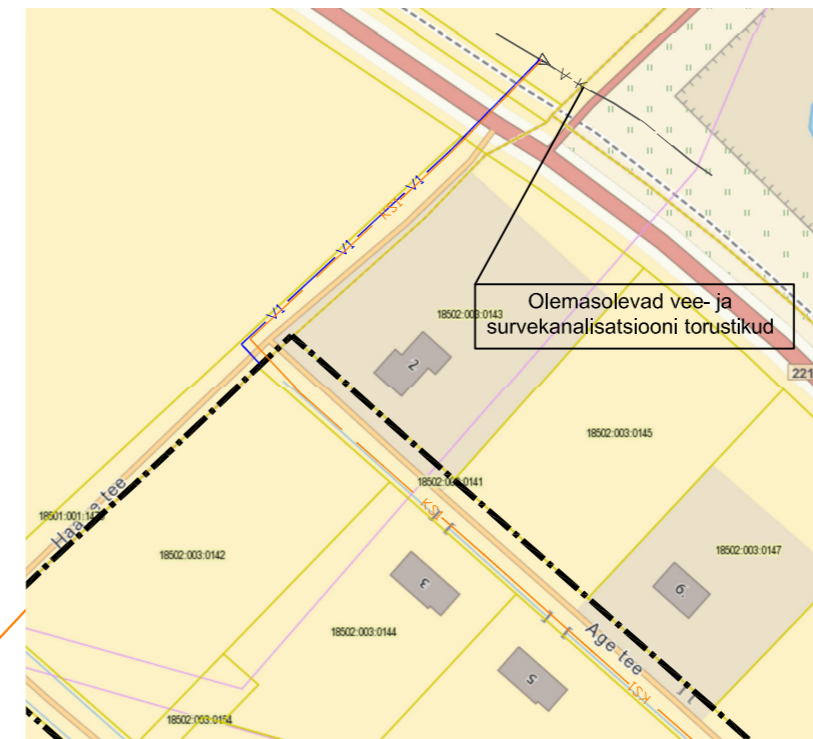 V
K
V1
KS1
V1
V1
Olemasolevad vee- ja
survekanalisatsiooni torustikud
18502:003:0143
2
221
18502:003:0145
18502:003:0141
KS1
18502:003:0147
18502:003:0142
3
6.
18502:003:0144
Age tee
5
KS1
18502:003:0154